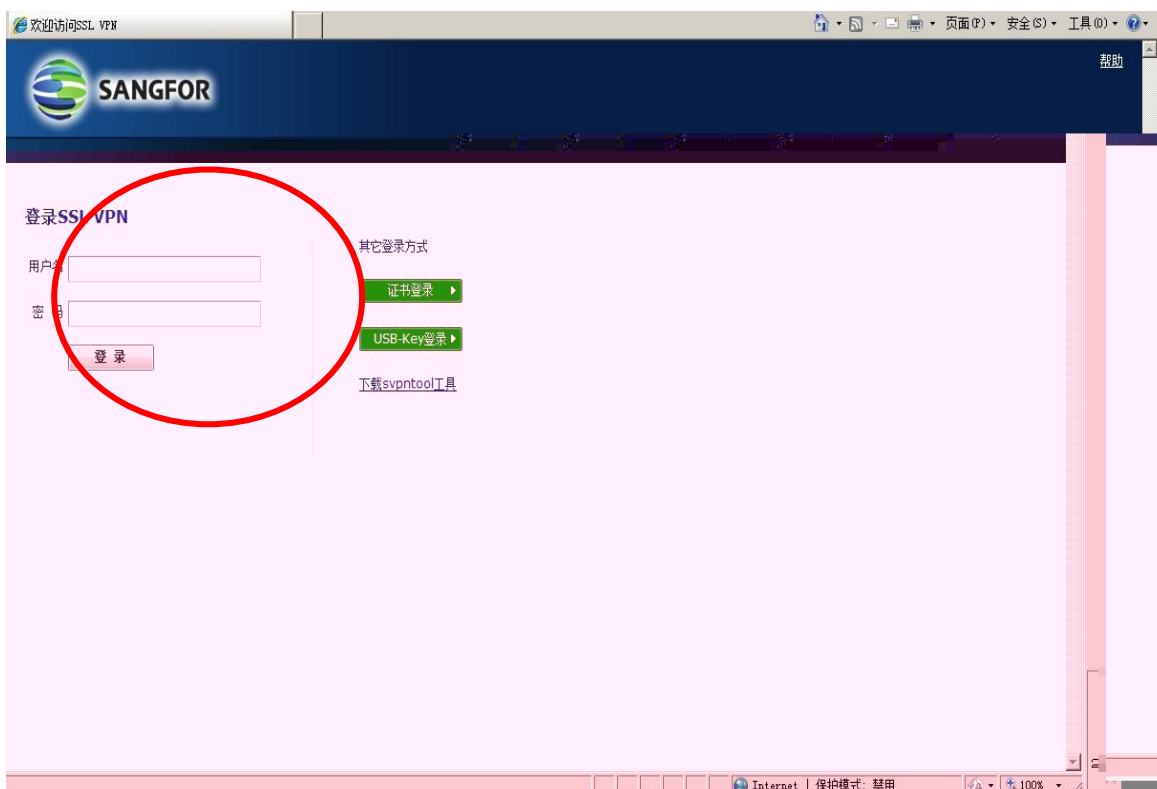 欢迎访问SSL VPN
页面(P) 安全(S) 工具(O)
帮助
SANGFOR
登录SSL VPN
其它登录方式
用户名
证书登录
密 码
USB-Key登录
登 录
下载svpntool工具
Internet | 保护模式: 禁用
100%